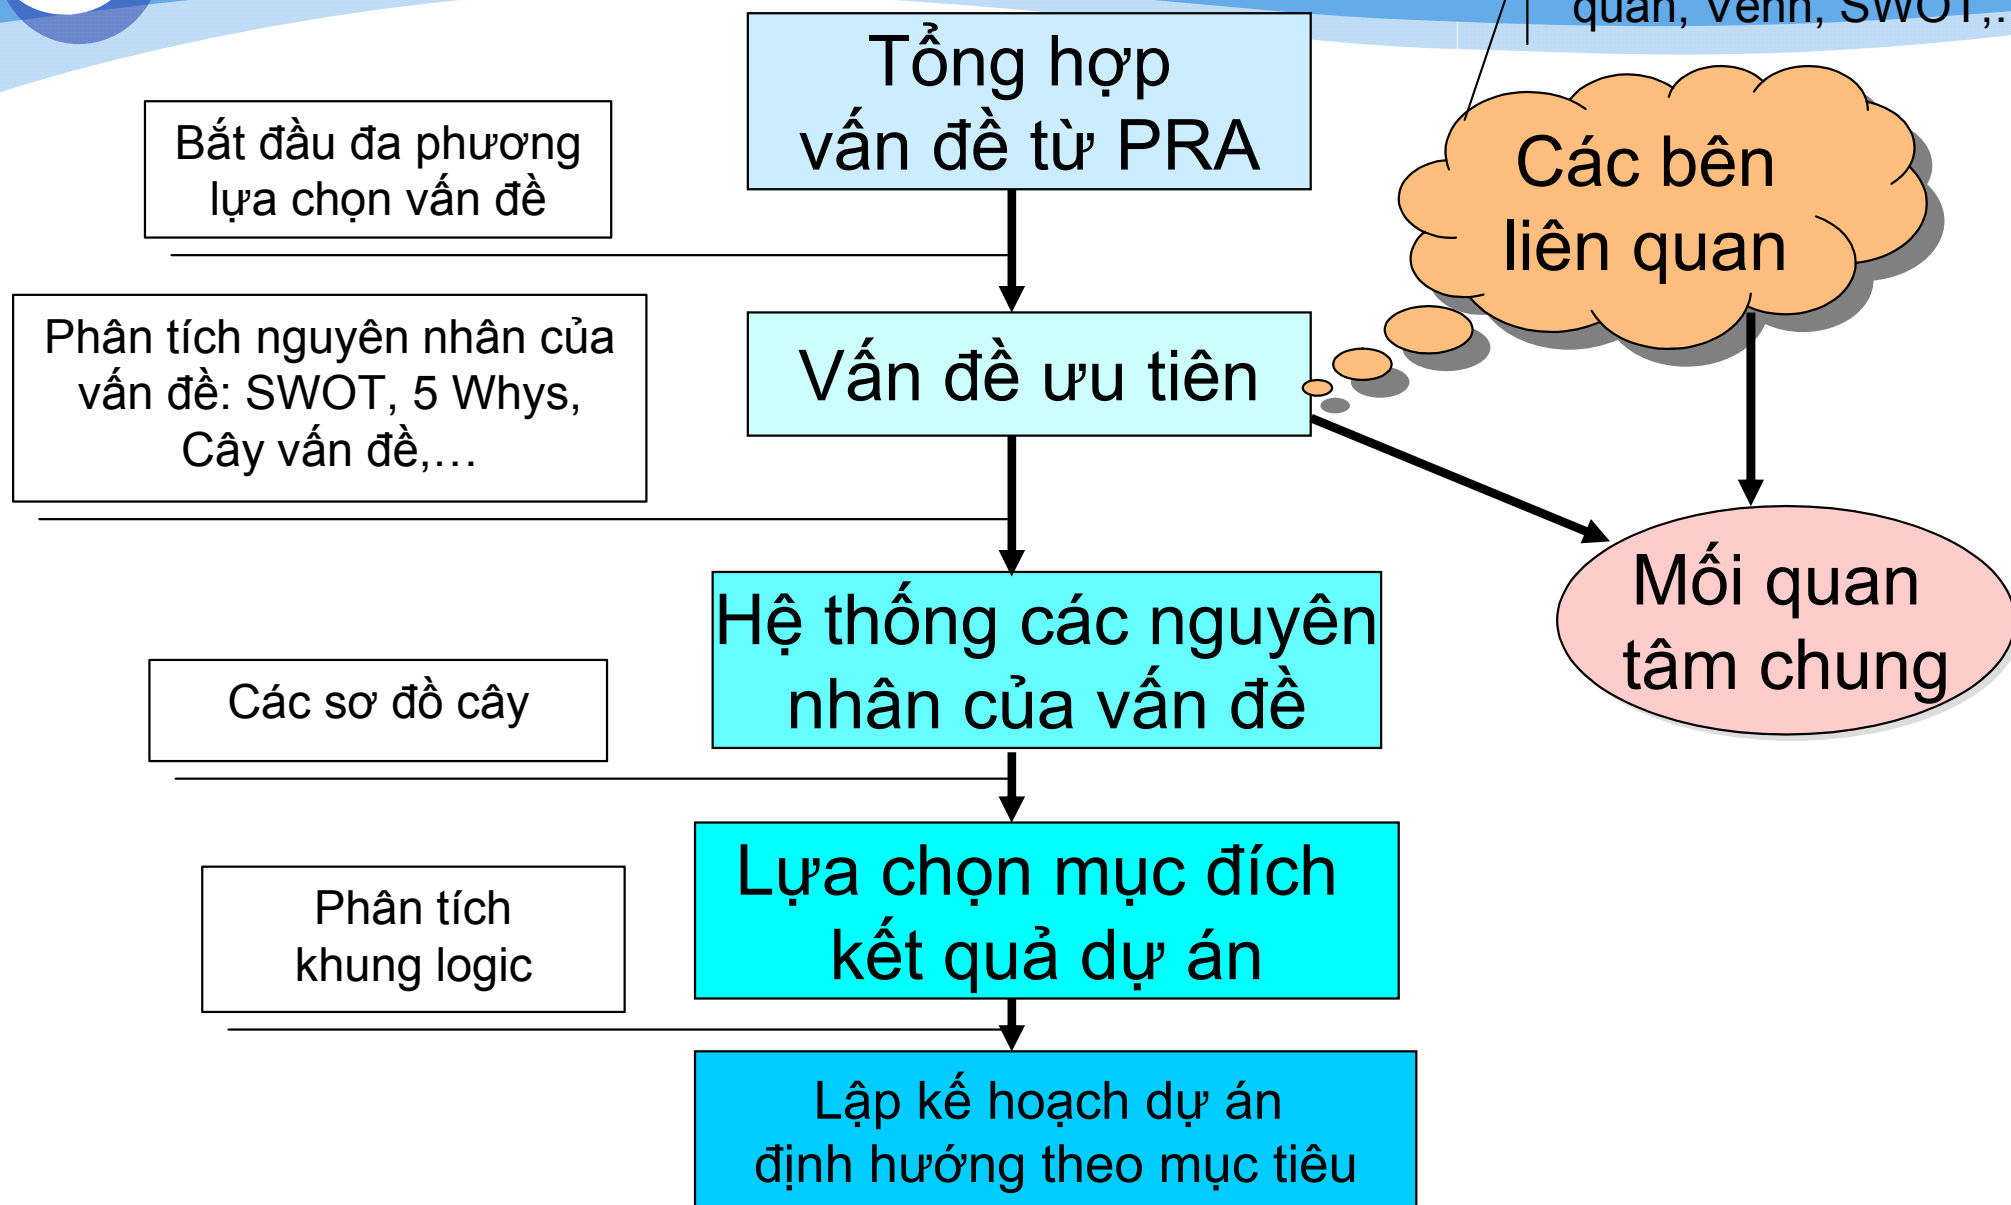 quan, Venn, SWOT,.
Tổng hợp
vấn đề từ PRA
Bắt đầu đa phương
lựa chọn vấn đề
Các bên
liên quan
Phân tích nguyên nhân của
vấn đề: SWOT, 5 Whys,
Cây vấn đề,…
Vấn đề ưu tiên
Hệ thống các nguyên
nhân của vấn đề
Mối quan
tâm chung
Các sơ đồ cây
Lựa chọn mục đích
kết quả dự án
Phân tích
khung logic
Lập kế hoạch dự án
định hướng theo mục tiêu